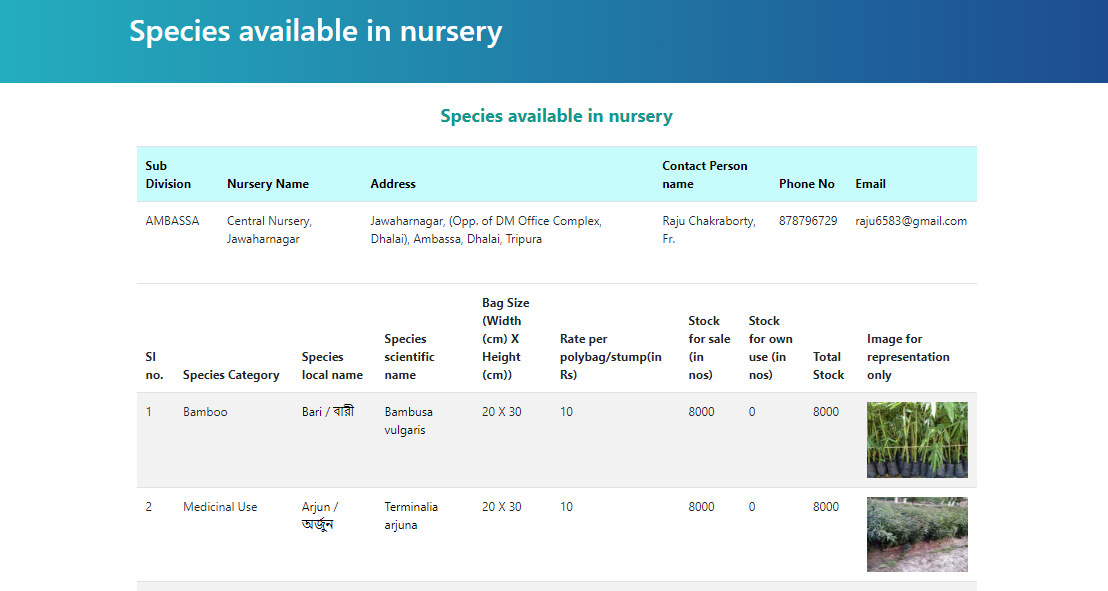 Species available in nursery
Species available in nursery
Sub
Division
Nursery Name
Address
Contact Person
name
Phone No
Email
AMBASSA
Central Nursery,
Jawaharnagar
Jawaharnagar, (Opp. of DM Office Complex,
Dhalai), Ambassa, Dhalai, Tripura
Raju Chakraborty,
Fr.
878796729
raju6583@gmail.com
Sl
no.
Species Category
Species
local name
Species
scientific
name
Bag Size
(Width
(cm) X
Height
(cm))
Rate per
polybag/stump(in
Rs)
Stock
for sale
(in
nos)
Stock
for own
use (in
nos)
Total
Stock
Image for
representation
only
1
Bamboo
Bari / বারী
Bambusa
vulgaris
20 X 30
10
8000
0
8000
2
Medicinal Use
Arjun /
অর্জুন
Terminalia
arjuna
20 X 30
10
8000
0
8000